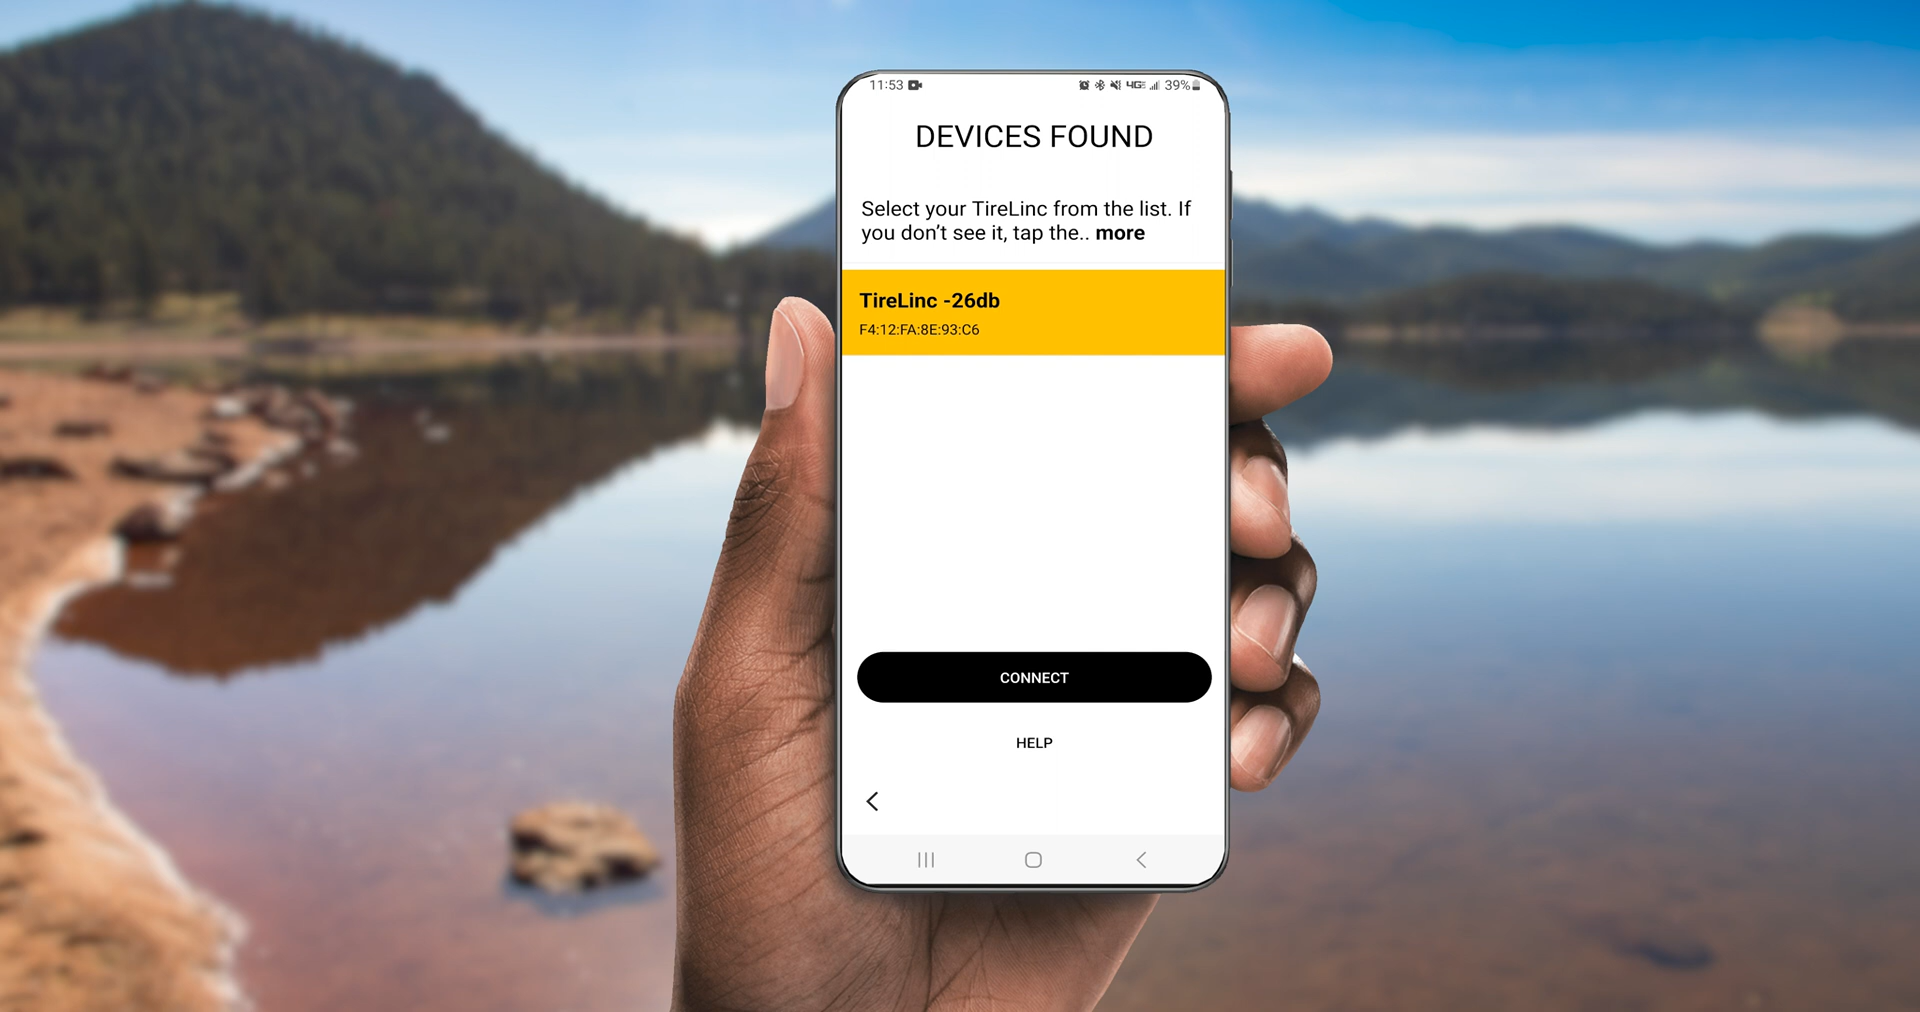 11:53
4GE 39%
DEVICES FOUND
Select your TireLinc from the list. If
you don’t see it, tap the.. more
TireLinc -26db
F4:12:FA:8E:93:C6
CONNECT
HELP